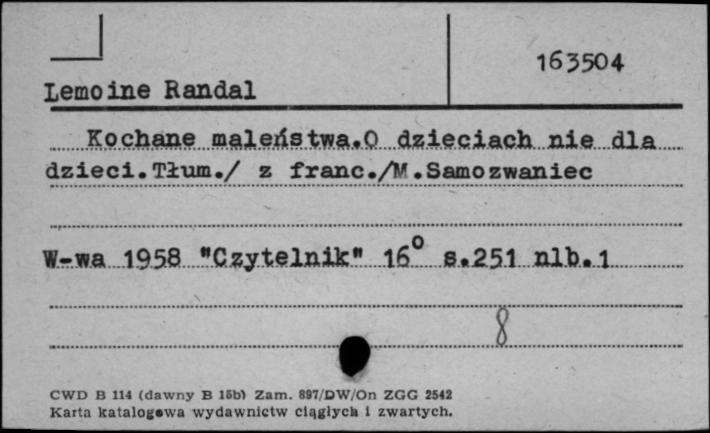 163504
Lemoine Randal
Kochane maleństwa.O dzieciach nie dla
dzieci.Tłum./ z franc./M.Samozwaniec
W-wa 1958 "Czytelnik" 16° s.251 nlb.1
8
CWD B 114 (dawny B 15b) Zam. 897/DW/On ZGG 2542
Karta katalogowa wydawnictw ciągłych i zwartych.